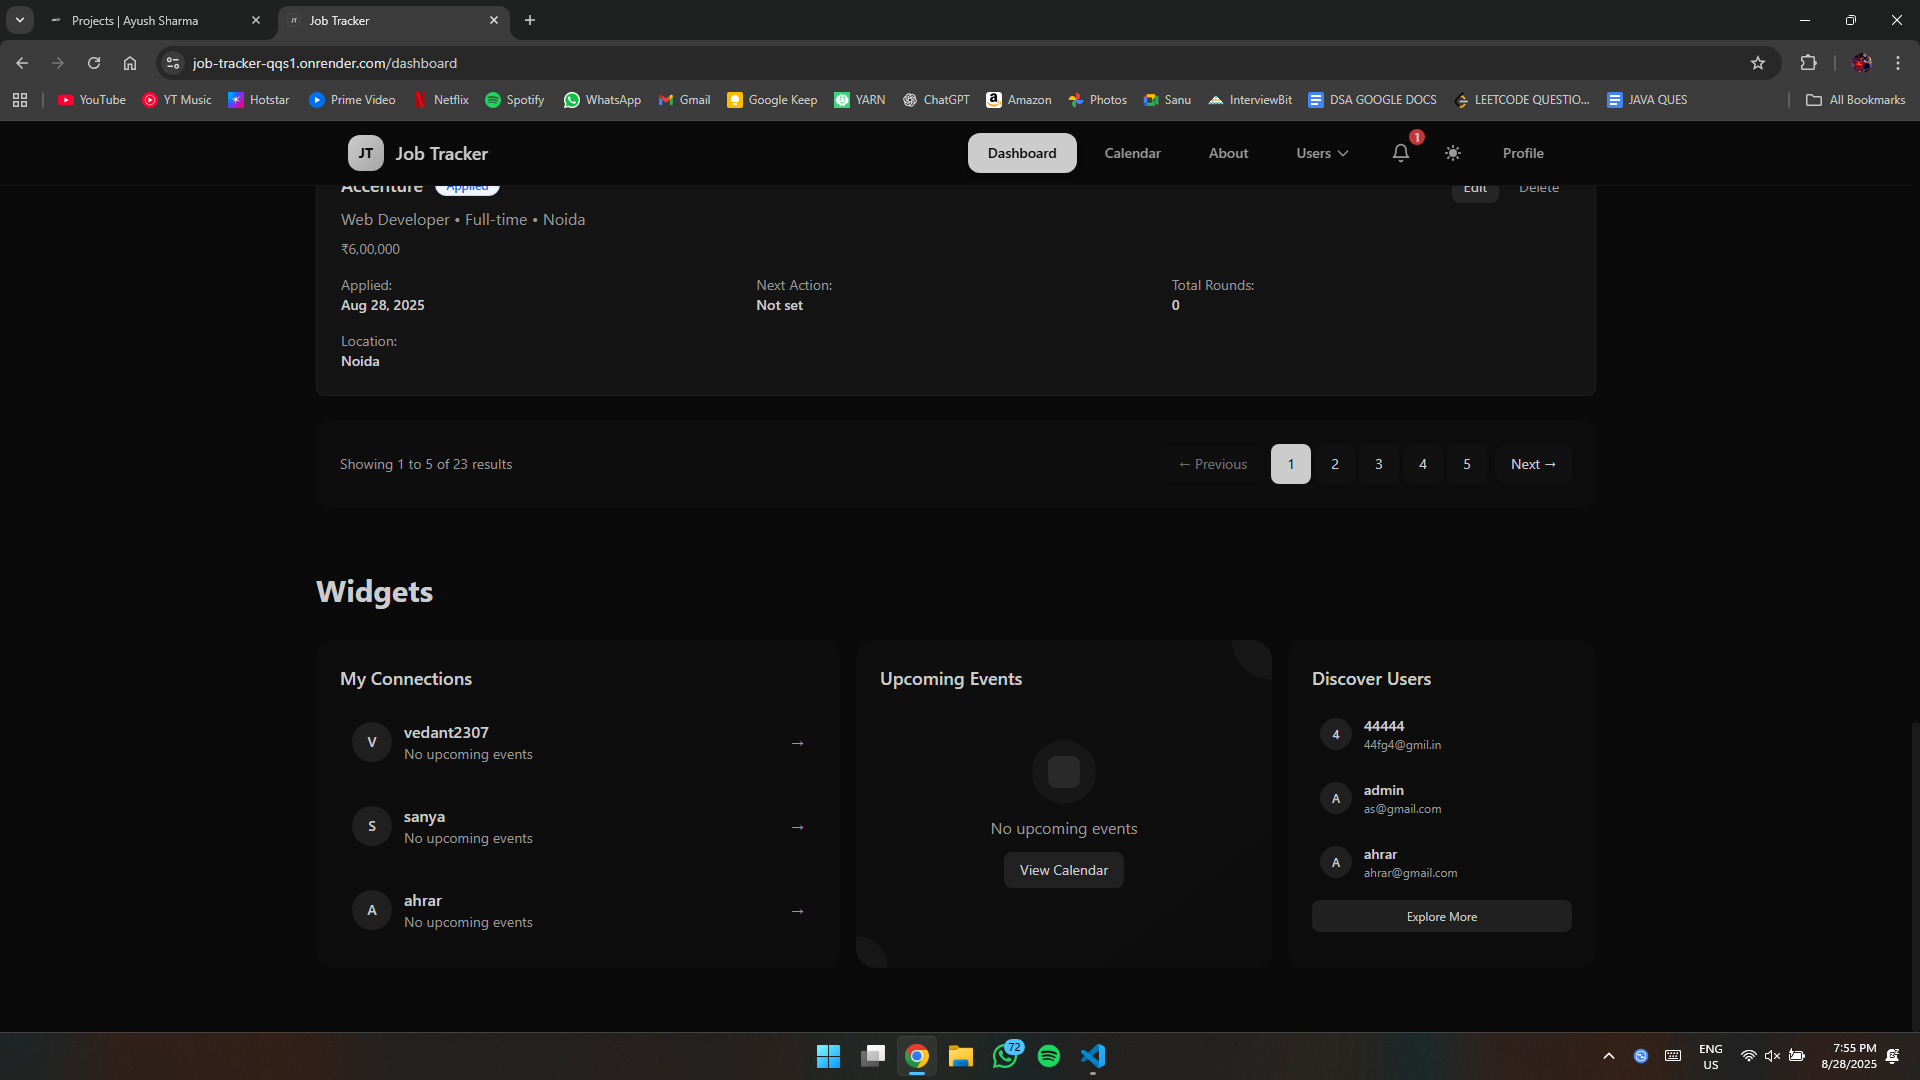 Projects | Ayush Sharma
JT Job Tracker
job-tracker-qqs1.onrender.com/dashboard
YouTube YT Music Hotstar Prime Video Netflix Spotify WhatsApp Gmail Google Keep YARN ChatGPT Amazon Photos Sanu InterviewBit DSA GOOGLE DOCS LEETCODE QUESTIO... JAVA QUES All Bookmarks
JT Job Tracker Dashboard Calendar About Users 1 Profile
Accenture Applied Edit Delete
Web Developer • Full-time • Noida
₹6,00,000
Applied: Next Action: Total Rounds:
Aug 28, 2025 Not set 0
Location:
Noida
Showing 1 to 5 of 23 results ← Previous 1 2 3 4 5 Next →
Widgets
My Connections
V vedant2307
No upcoming events →
S sanya
No upcoming events →
A ahrar
No upcoming events →
Upcoming Events
No upcoming events
View Calendar
Discover Users
4 44444
44fg4@gmil.in
A admin
as@gmail.com
A ahrar
ahrar@gmail.com
Explore More
72
ENG
US
7:55 PM
8/28/2025